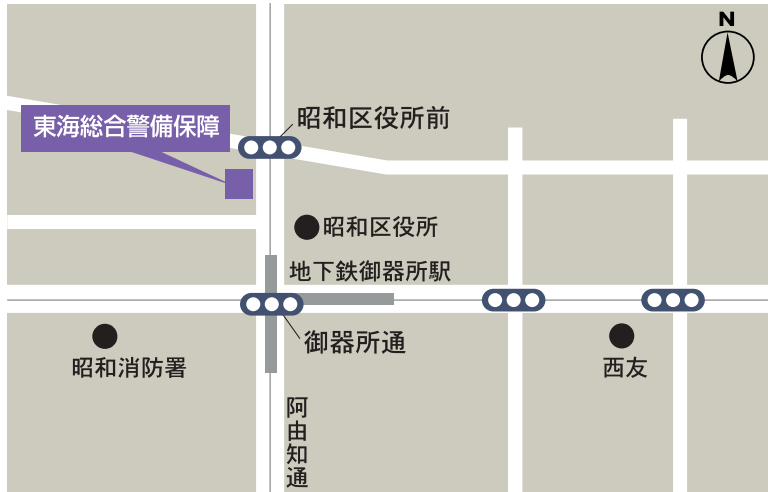 N
昭和区役所前
東海総合警備保障
昭和区役所
地下鉄御器所駅
御器所通
昭和消防署
西友
阿由知通